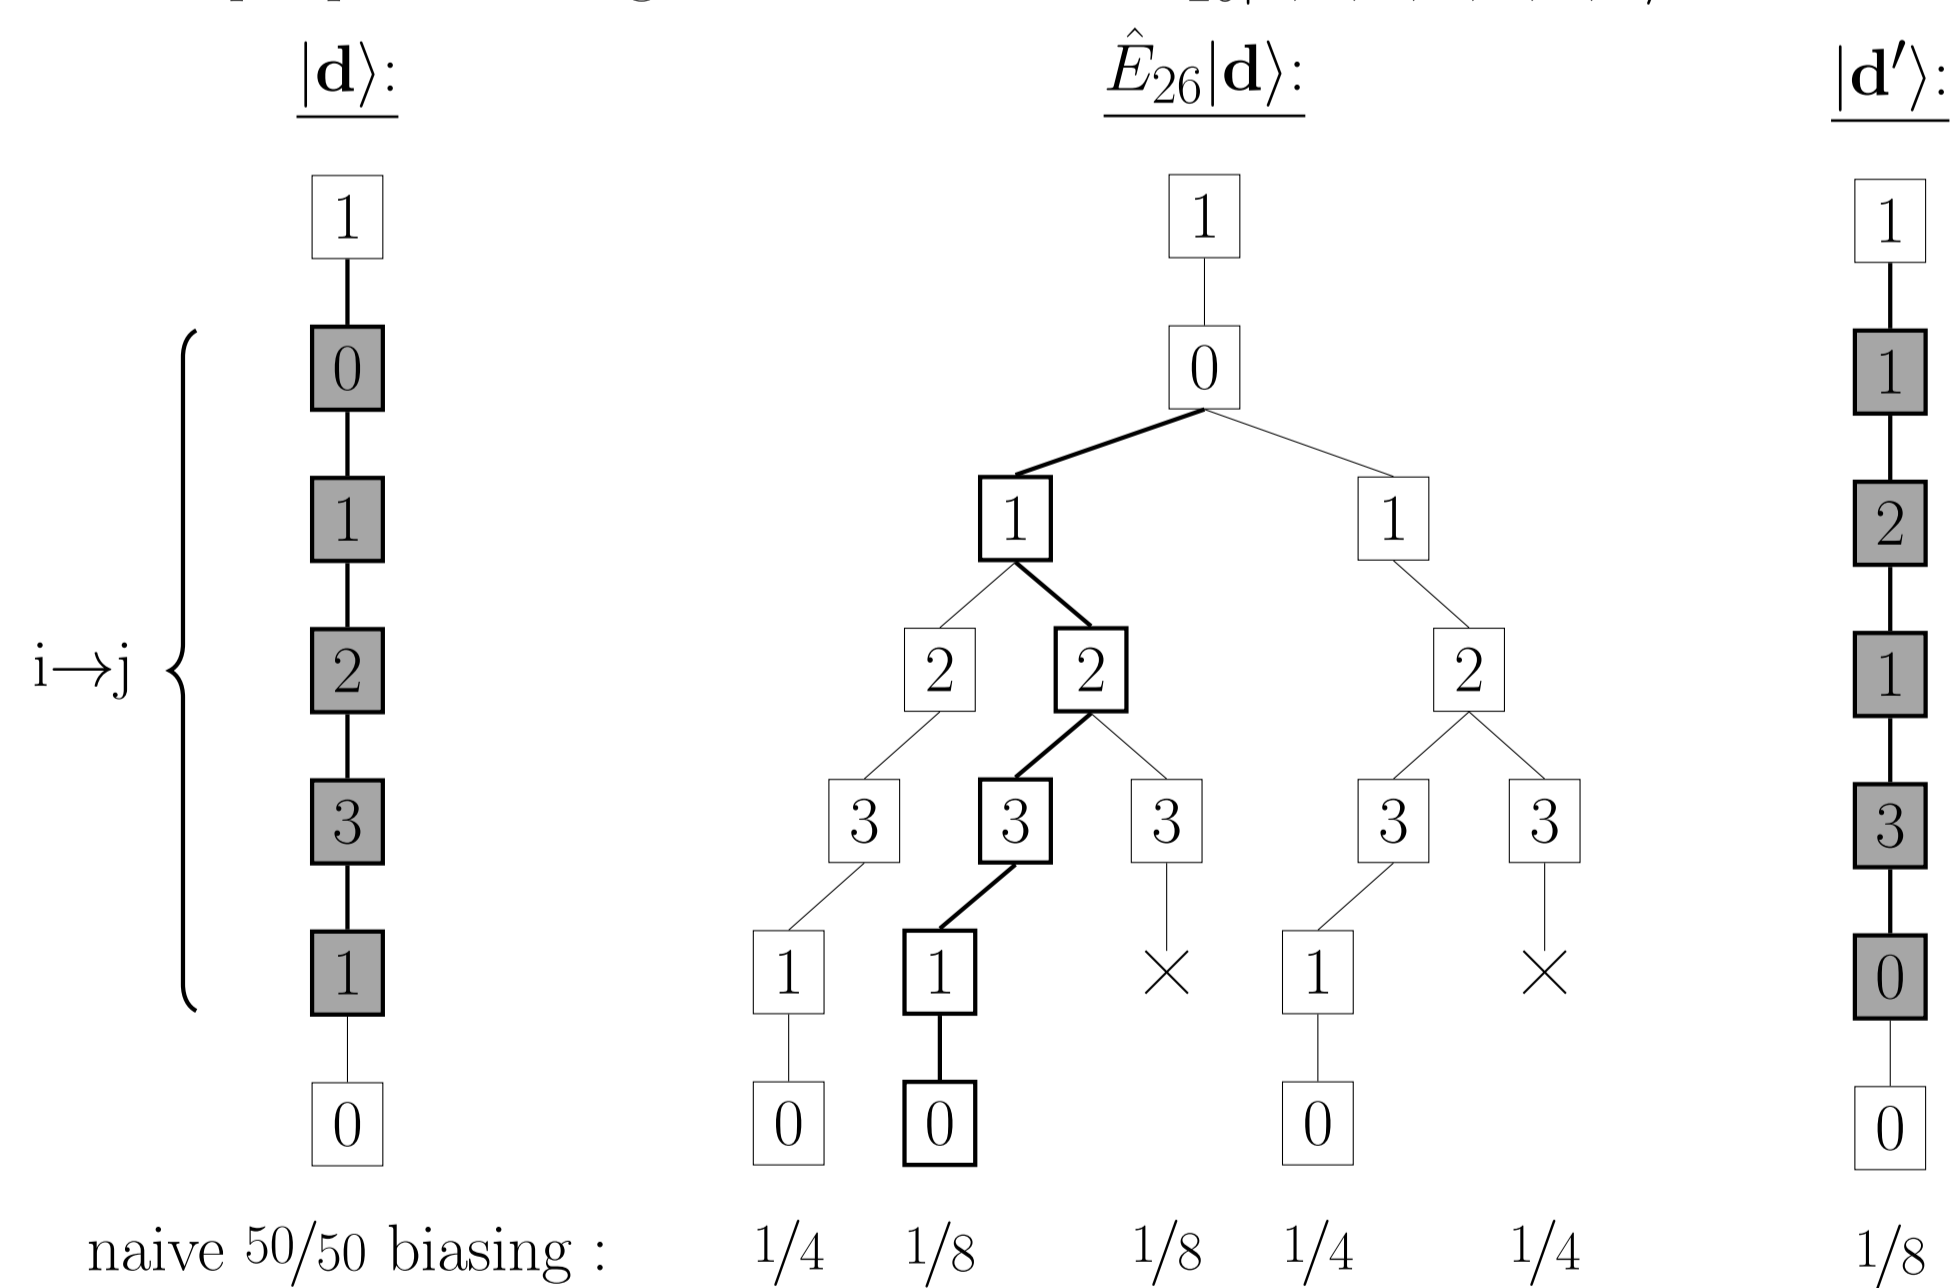 |d⟩: Ê₂₆|d⟩: |d′⟩:
1 1 1
0 0 1
1 1 1 2
i→j 2 2 2 2 1
3 3 3 3 3 3 3
1 1 1 × 1 × 0
0 0 0 0 0
naive 50/50 biasing : 1/4 1/8 1/8 1/4 1/4 1/8